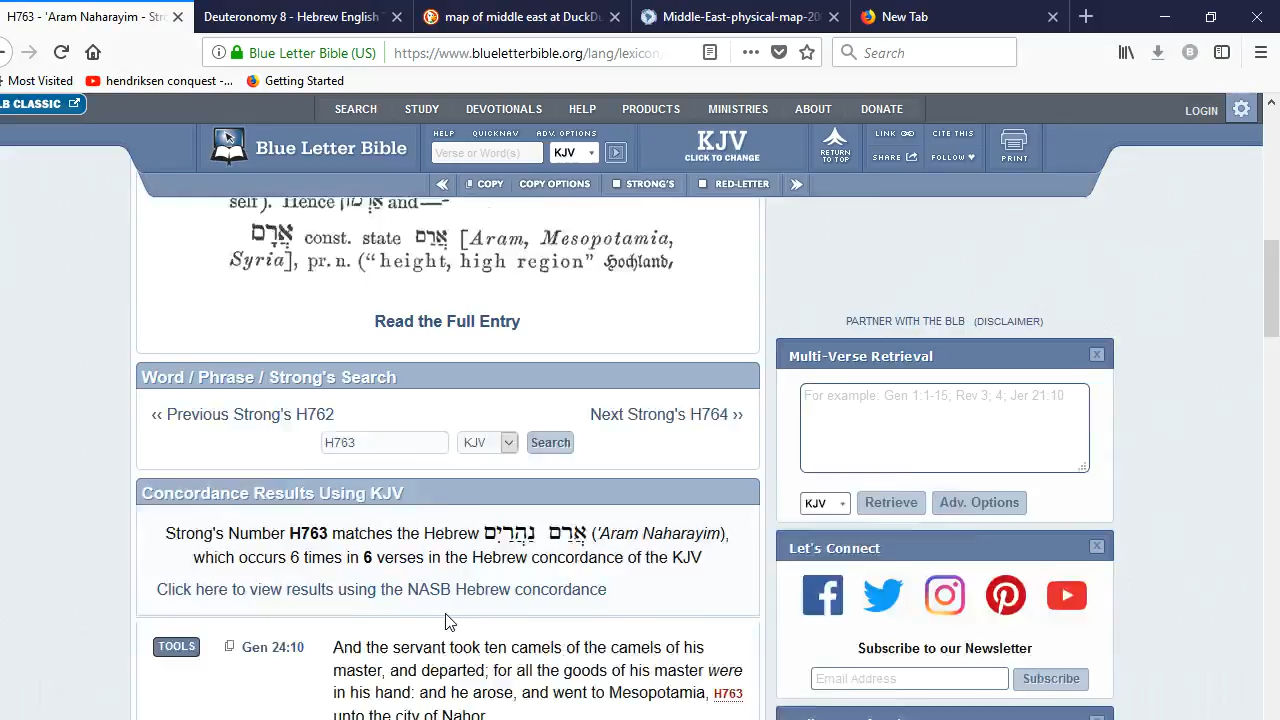 H763 - 'Aram Naharayim - Stro
Deuteronomy 8 - Hebrew English
map of middle east at DuckDu
Middle-East-physical-map-20
New Tab
Blue Letter Bible (US)
https://www.blueletterbible.org/lang/lexicon
Search
Most Visited
hendriksen conquest -...
Getting Started
LB CLASSIC
SEARCH STUDY DEVOTIONALS HELP PRODUCTS MINISTRIES ABOUT DONATE
LOGIN
Blue Letter Bible
HELP QUICKNAV ADV. OPTIONS
Verse or Word(s) KJV
KJV
CLICK TO CHANGE
RETURN
TO TOP
LINK CITE THIS
SHARE FOLLOW
PRINT
COPY COPY OPTIONS STRONG'S RED-LETTER
self). Hence and—
אֲרָם const. state אֲרַם [Aram, Mesopotamia,
Syria], pr. n. ("height, high region" Hochland,
Read the Full Entry
Word / Phrase / Strong's Search
‹‹ Previous Strong's H762
Next Strong's H764 ››
H763 KJV Search
Concordance Results Using KJV
Strong's Number H763 matches the Hebrew אֲרַם נַהֲרַיִם ('Aram Naharayim),
which occurs 6 times in 6 verses in the Hebrew concordance of the KJV
Click here to view results using the NASB Hebrew concordance
TOOLS Gen 24:10
And the servant took ten camels of the camels of his
master, and departed; for all the goods of his master were
in his hand: and he arose, and went to Mesopotamia, H763
unto the city of Nahor.
PARTNER WITH THE BLB (DISCLAIMER)
Multi-Verse Retrieval x
For example: Gen 1:1-15; Rev 3; 4; Jer 21:10
KJV Retrieve Adv. Options
Let's Connect x
Subscribe to our Newsletter
Email Address Subscribe